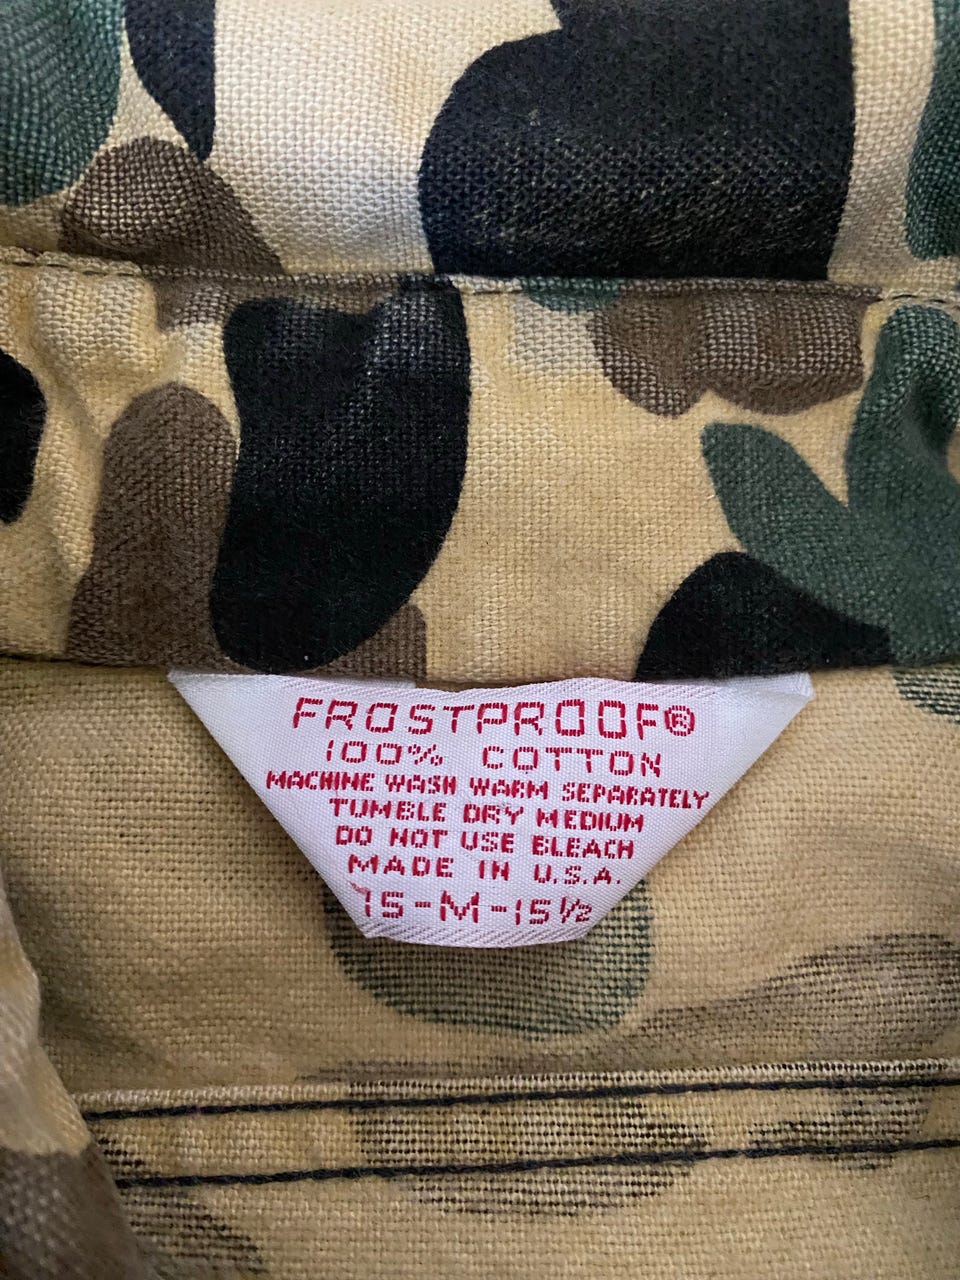 FROSTPROOF®
100% COTTON
MACHINE WASH WARM SEPARATELY
TUMBLE DRY MEDIUM
DO NOT USE BLEACH
MADE IN U.S.A.
15-M-15½